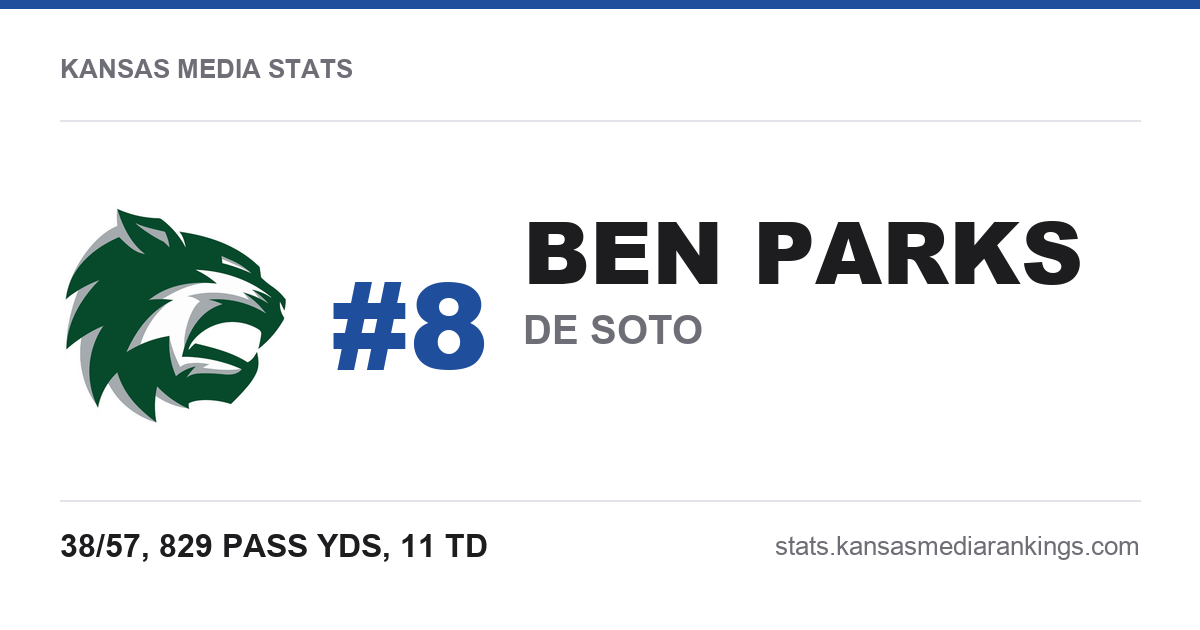 KANSAS MEDIA STATS
#8
BEN PARKS
DE SOTO
38/57, 829 PASS YDS, 11 TD
stats.kansasmediarankings.com